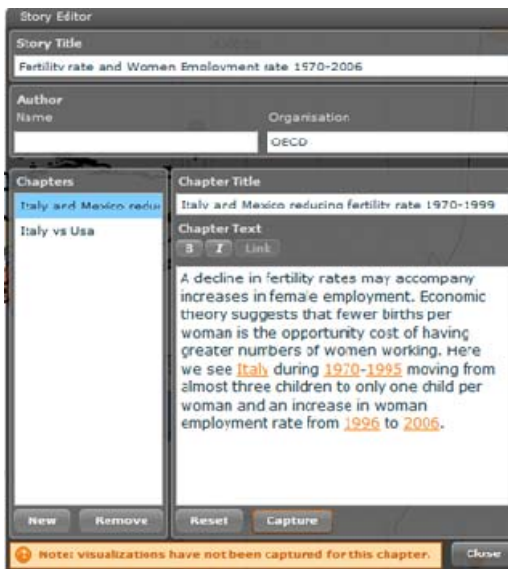 Story Editor
Story Title
Fertility rate and Women Employment rate 1970-2006
Author
Name
Organisation
OECD
Chapters
Italy and Mexico reduc
Italy vs Usa
New
Remove
Chapter Title
Italy and Mexico reducing fertility rate 1970-1999
Chapter Text
B I Link
A decline in fertility rates may accompany
increases in female employment. Economic
theory suggests that fewer births per
woman is the opportunity cost of having
greater numbers of women working. Here
we see Italy during 1970-1995 moving from
almost three children to only one child per
woman and an increase in woman
employment rate from 1996 to 2006.
Reset
Capture
Note: visualizations have not been captured for this chapter.
Close